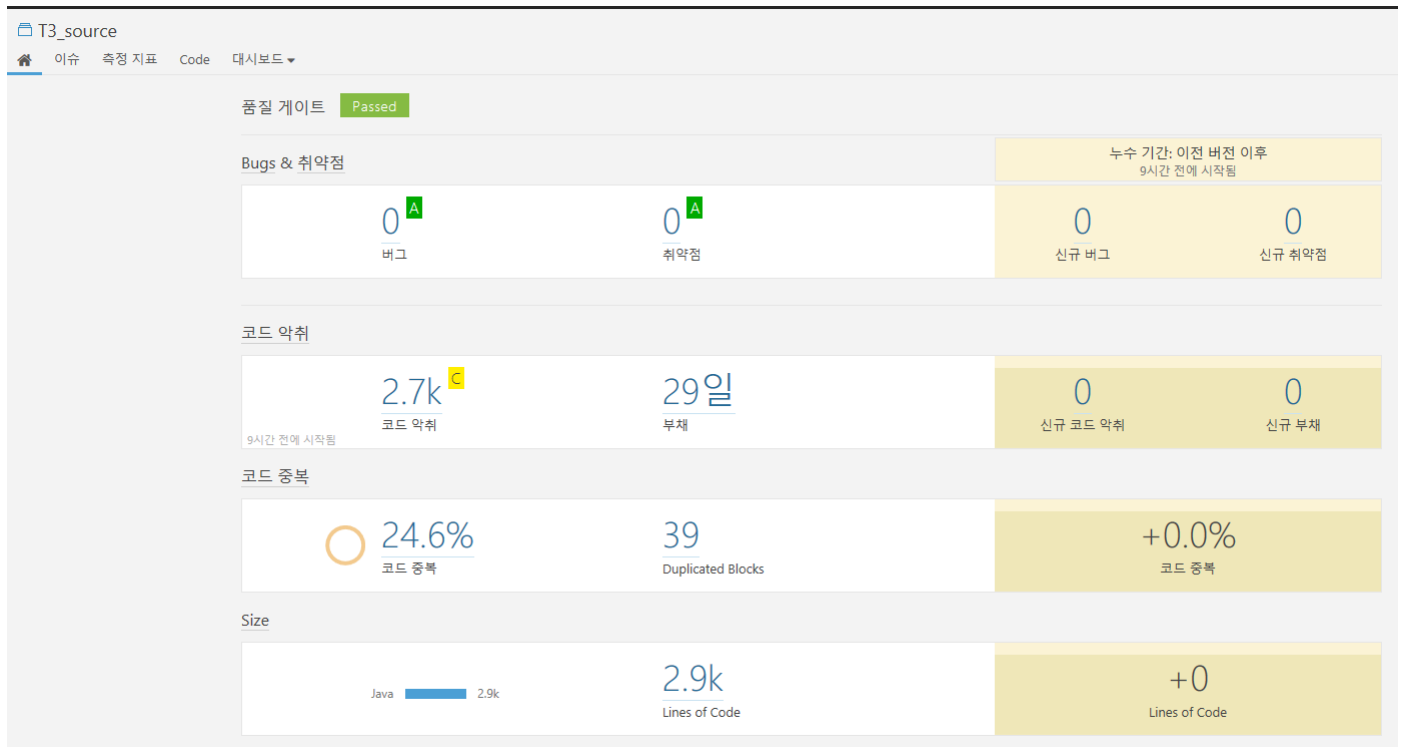 T3_source
이슈 측정 지표 Code 대시보드
품질 게이트 Passed
Bugs & 취약점
누수 기간: 이전 버전 이후
9시간 전에 시작됨
0 A 0 A 0 0
버그 취약점 신규 버그 신규 취약점
코드 악취
2.7k C 29일 0 0
코드 악취 부채 신규 코드 악취 신규 부채
9시간 전에 시작됨
코드 중복
24.6% 39 +0.0%
코드 중복 Duplicated Blocks 코드 중복
Size
Java 2.9k 2.9k +0
Lines of Code Lines of Code